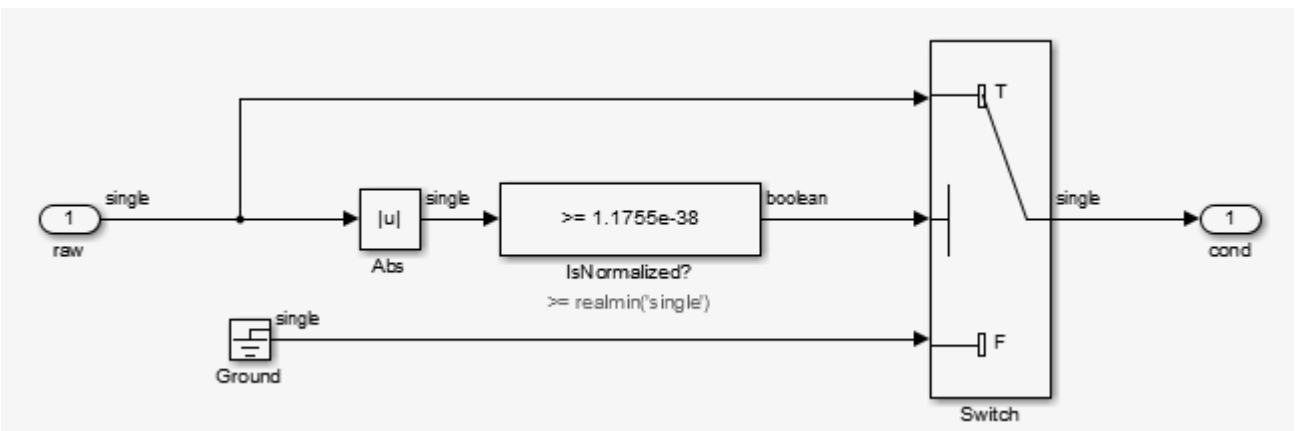 T
single
single
boolean
single
1
|u|
>= 1.1755e-38
1
raw
Abs
IsNormalized?
cond
>= realmin('single')
single
F
Ground
Switch